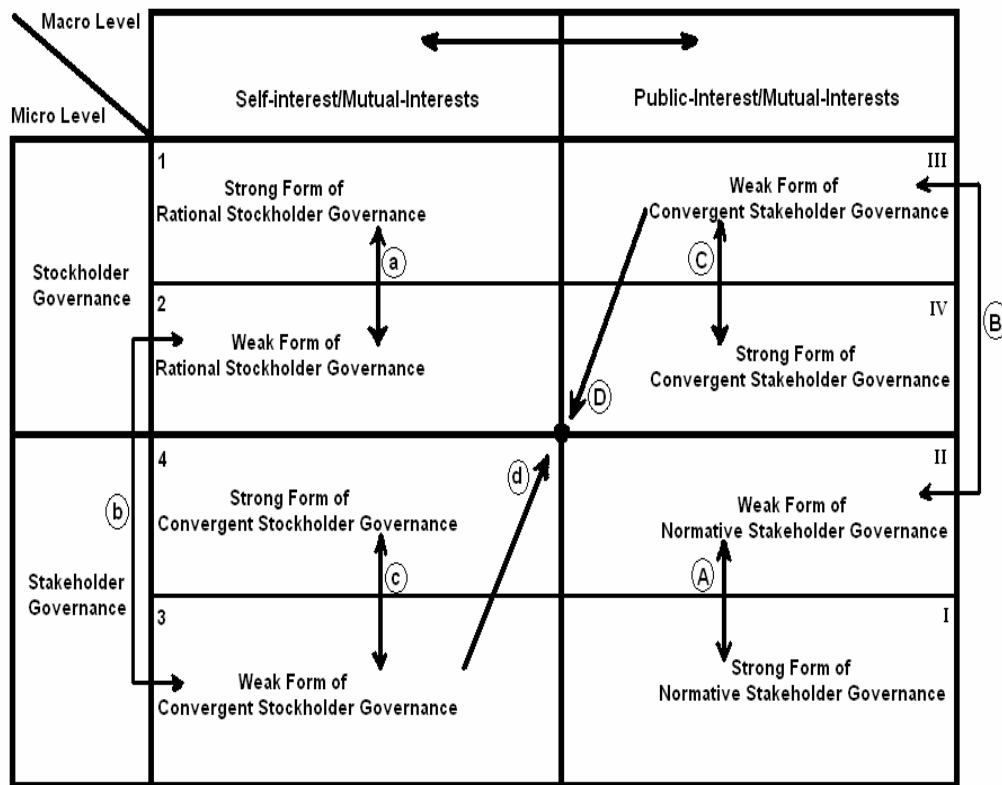 Macro Level
Micro Level
Self-interest/Mutual-Interests
Public-Interest/Mutual-Interests
Stockholder
Governance
1
Strong Form of
Rational Stockholder Governance
a
2
Weak Form of
Rational Stockholder Governance
III
Weak Form of
Convergent Stakeholder Governance
C
IV
Strong Form of
Convergent Stakeholder Governance
D
B
Stakeholder
Governance
b
4
Strong Form of
Convergent Stockholder Governance
c
d
3
Weak Form of
Convergent Stockholder Governance
II
Weak Form of
Normative Stakeholder Governance
A
I
Strong Form of
Normative Stakeholder Governance